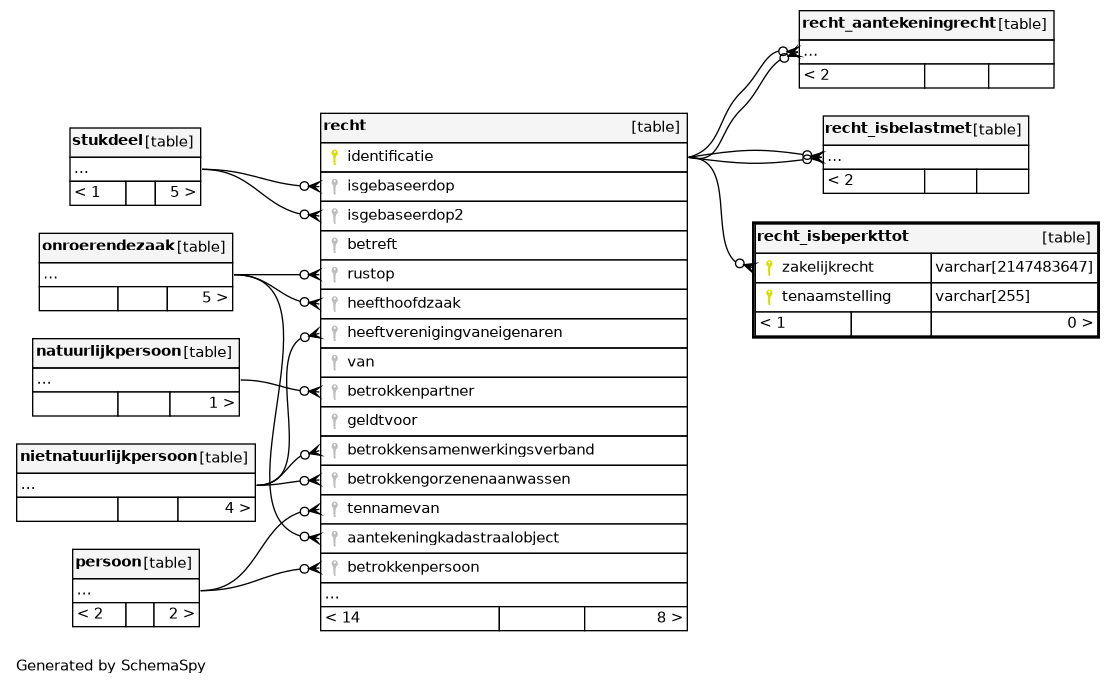 recht_aantekeningrecht [table]
...
< 2
stukdeel [table]
...
< 1 5 >
recht [table]
identificatie
isgebaseerdop
isgebaseerdop2
betreft
rustop
heefthoofdzaak
heeftverenigingvaneigenaren
van
betrokkenpartner
geldtvoor
betrokkensamenwerkingsverband
betrokkengorzenenaanwassen
tennamevan
aantekeningkadastraalobject
betrokkenpersoon
...
< 14 8 >
recht_isbelastmet [table]
...
< 2
onroerendezaak [table]
...
5 >
recht_isbeperkttot [table]
zakelijkrecht varchar[2147483647]
tenaamstelling varchar[255]
< 1 0 >
natuurlijkpersoon [table]
...
1 >
nietnatuurlijkpersoon [table]
...
4 >
persoon [table]
...
< 2 2 >
Generated by SchemaSpy